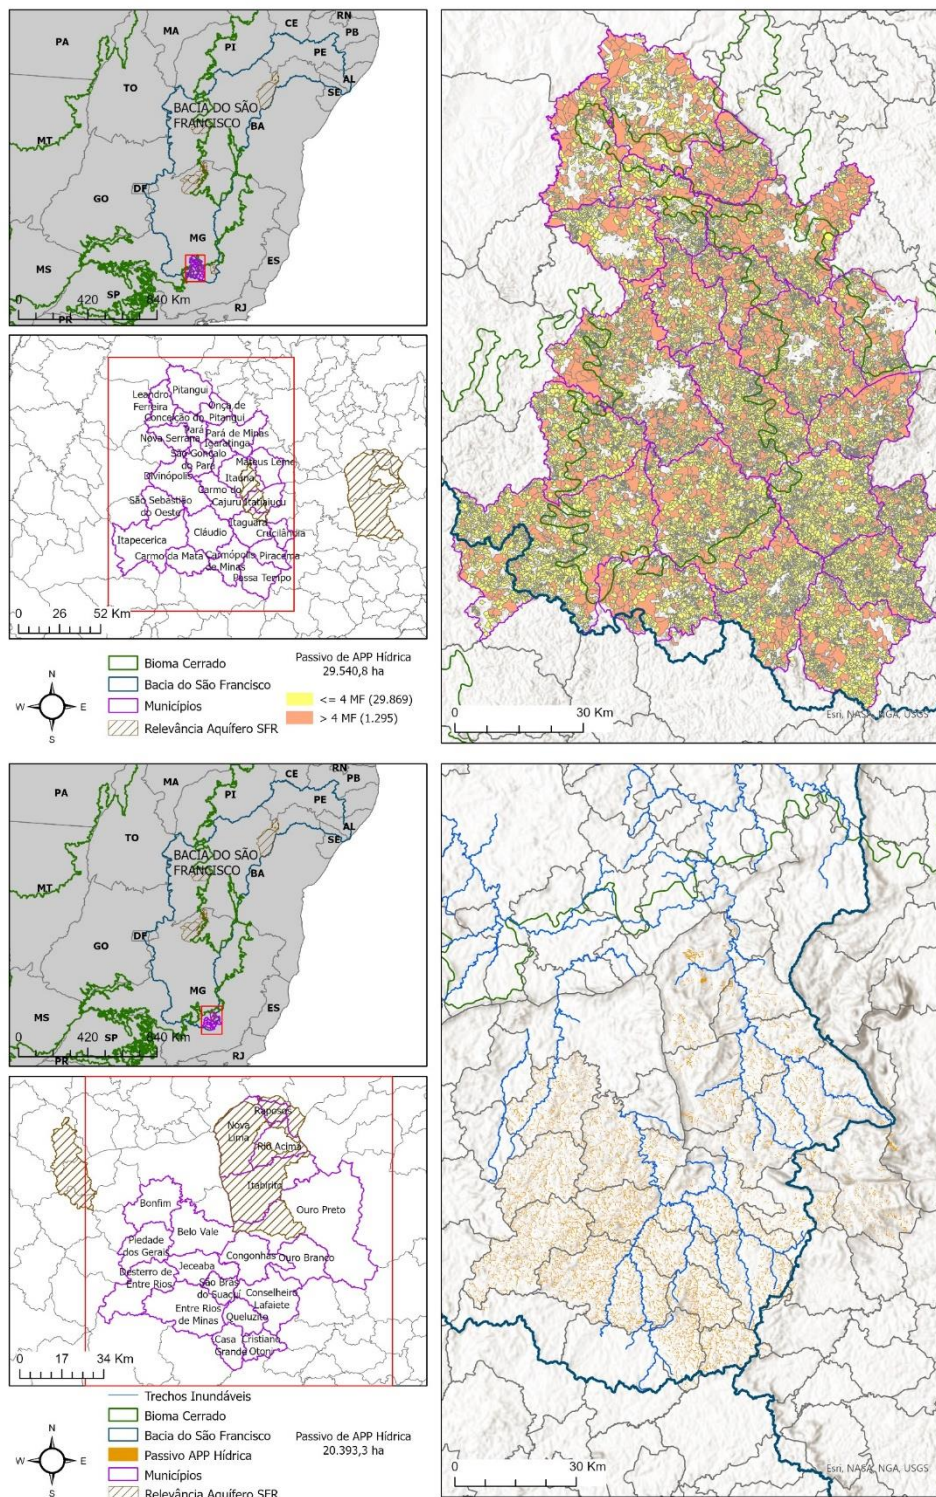 RN
CE
MA
PB
PA
PI
PE
TO
AL
SE
BACIA DO SÃO
FRANCISCO
BA
MT
DF
GO
MG
MS
ES
SP
RJ
PR
0 420 840 Km
Pitangui
Leandro
Ferreira
Onça de
Pitangui
Conceição do
Pará
Pará de Minas
Nova Serrana
Igaratinga
São Gonçalo
do Pará
Mateus Leme
Itaúna
Divinópolis
Carmo do
Cajuru
Itatiaiuçu
São Sebastião
do Oeste
Itaguara
Cláudio
Crucilândia
Itapecerica
Carmo da Mata
Carmópolis
de Minas
Piracema
Passa Tempo
0 26 52 Km
N
W E
S
Bioma Cerrado
Bacia do São Francisco
Municípios
Relevância Aquífero SFR
Passivo de APP Hídrica
29.540,8 ha
<= 4 MF (29.869)
> 4 MF (1.295)
0 30 Km
Esri, NASA, NGA, USGS
RN
CE
MA
PB
PA
PI
PE
TO
AL
SE
BACIA DO SÃO
FRANCISCO
BA
MT
DF
GO
MG
MS
ES
SP
RJ
PR
0 420 840 Km
Raposos
Nova
Lima
Rio Acima
Itabirito
Bonfim
Ouro Preto
Belo Vale
Piedade
dos Gerais
Congonhas
Ouro Branco
Jeceaba
Desterro de
Entre Rios
São Brás
do Suaçuí
Conselheiro
Lafaiete
Entre Rios
de Minas
Queluzito
Casa
Grande
Cristiano
Otoni
0 17 34 Km
N
W E
S
Trechos Inundáveis
Bioma Cerrado
Bacia do São Francisco
Passivo APP Hídrica
Municípios
Relevância Aquífero SFR
Passivo de APP Hídrica
20.393,3 ha
0 30 Km
Esri, NASA, NGA, USGS